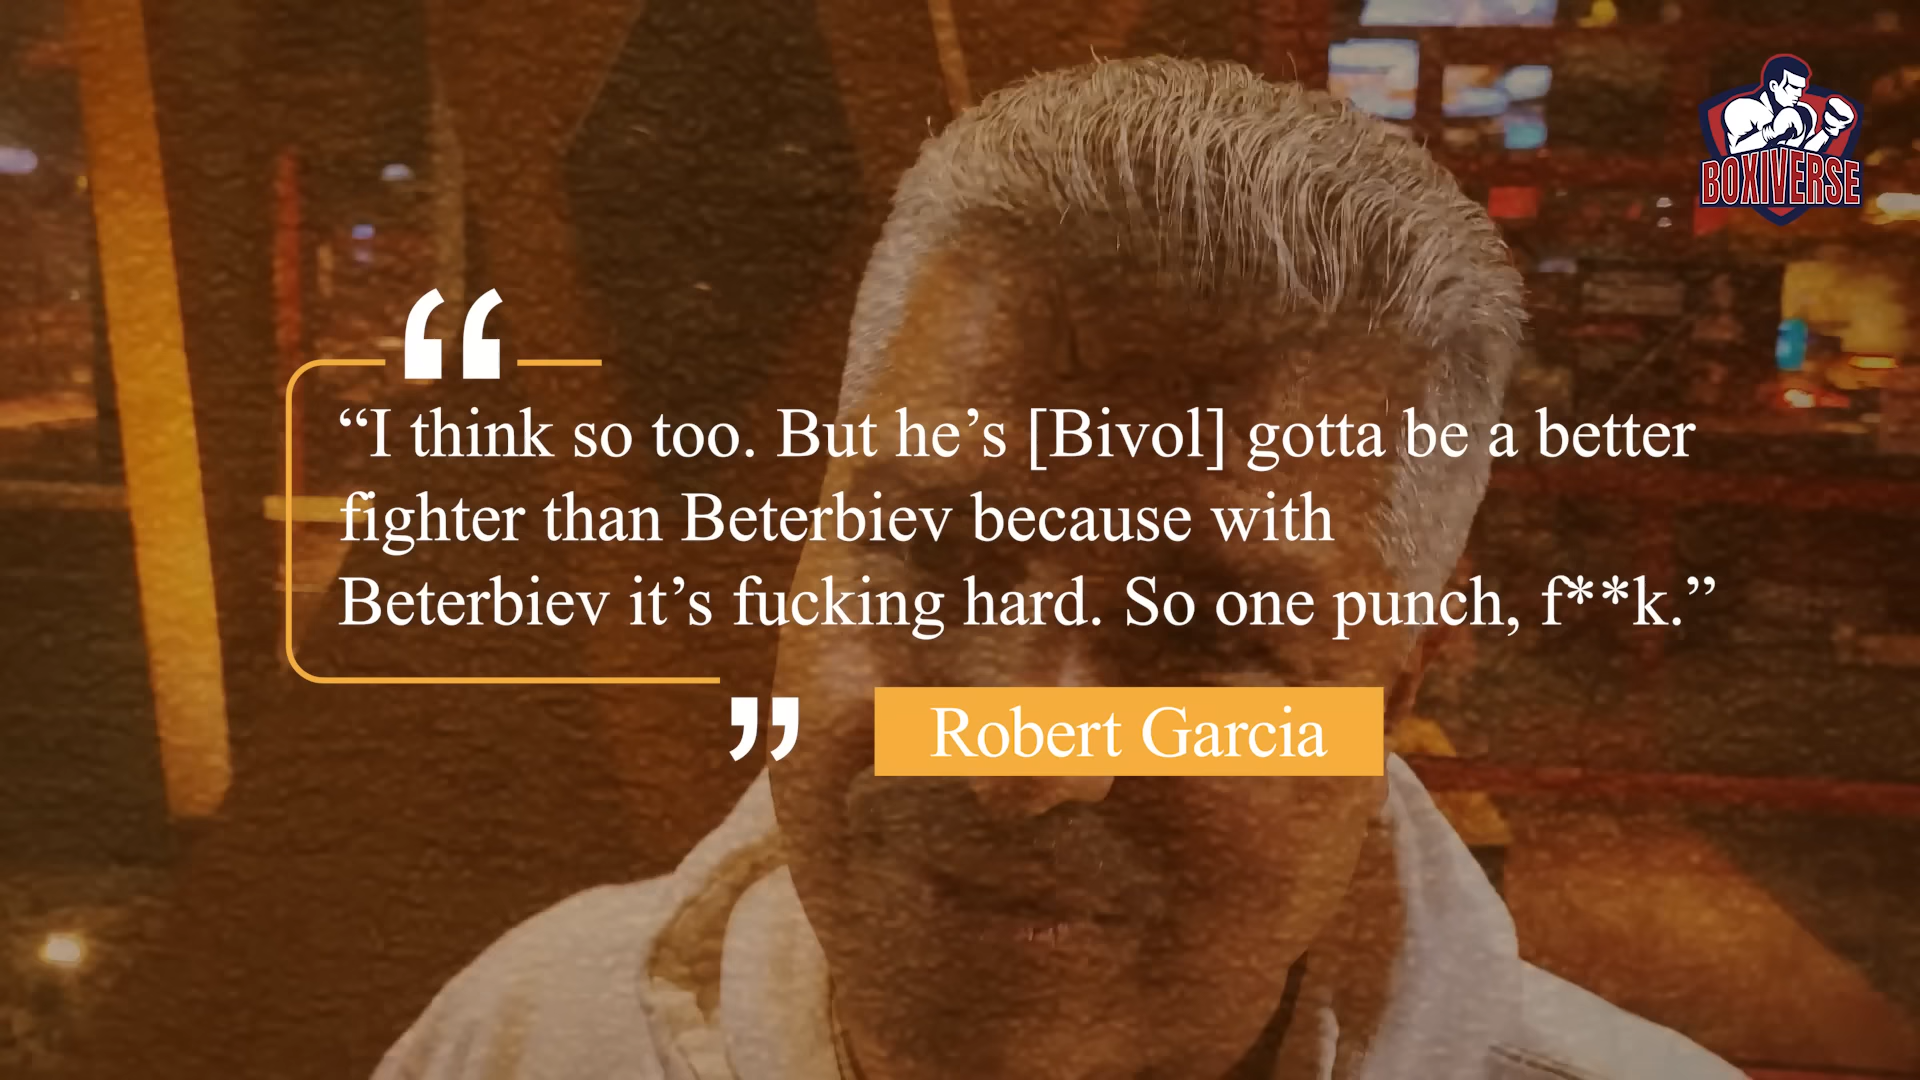 BOXIVERSE
“I think so too. But he’s [Bivol] gotta be a better
fighter than Beterbiev because with
Beterbiev it’s fucking hard. So one punch, f**k.”
Robert Garcia